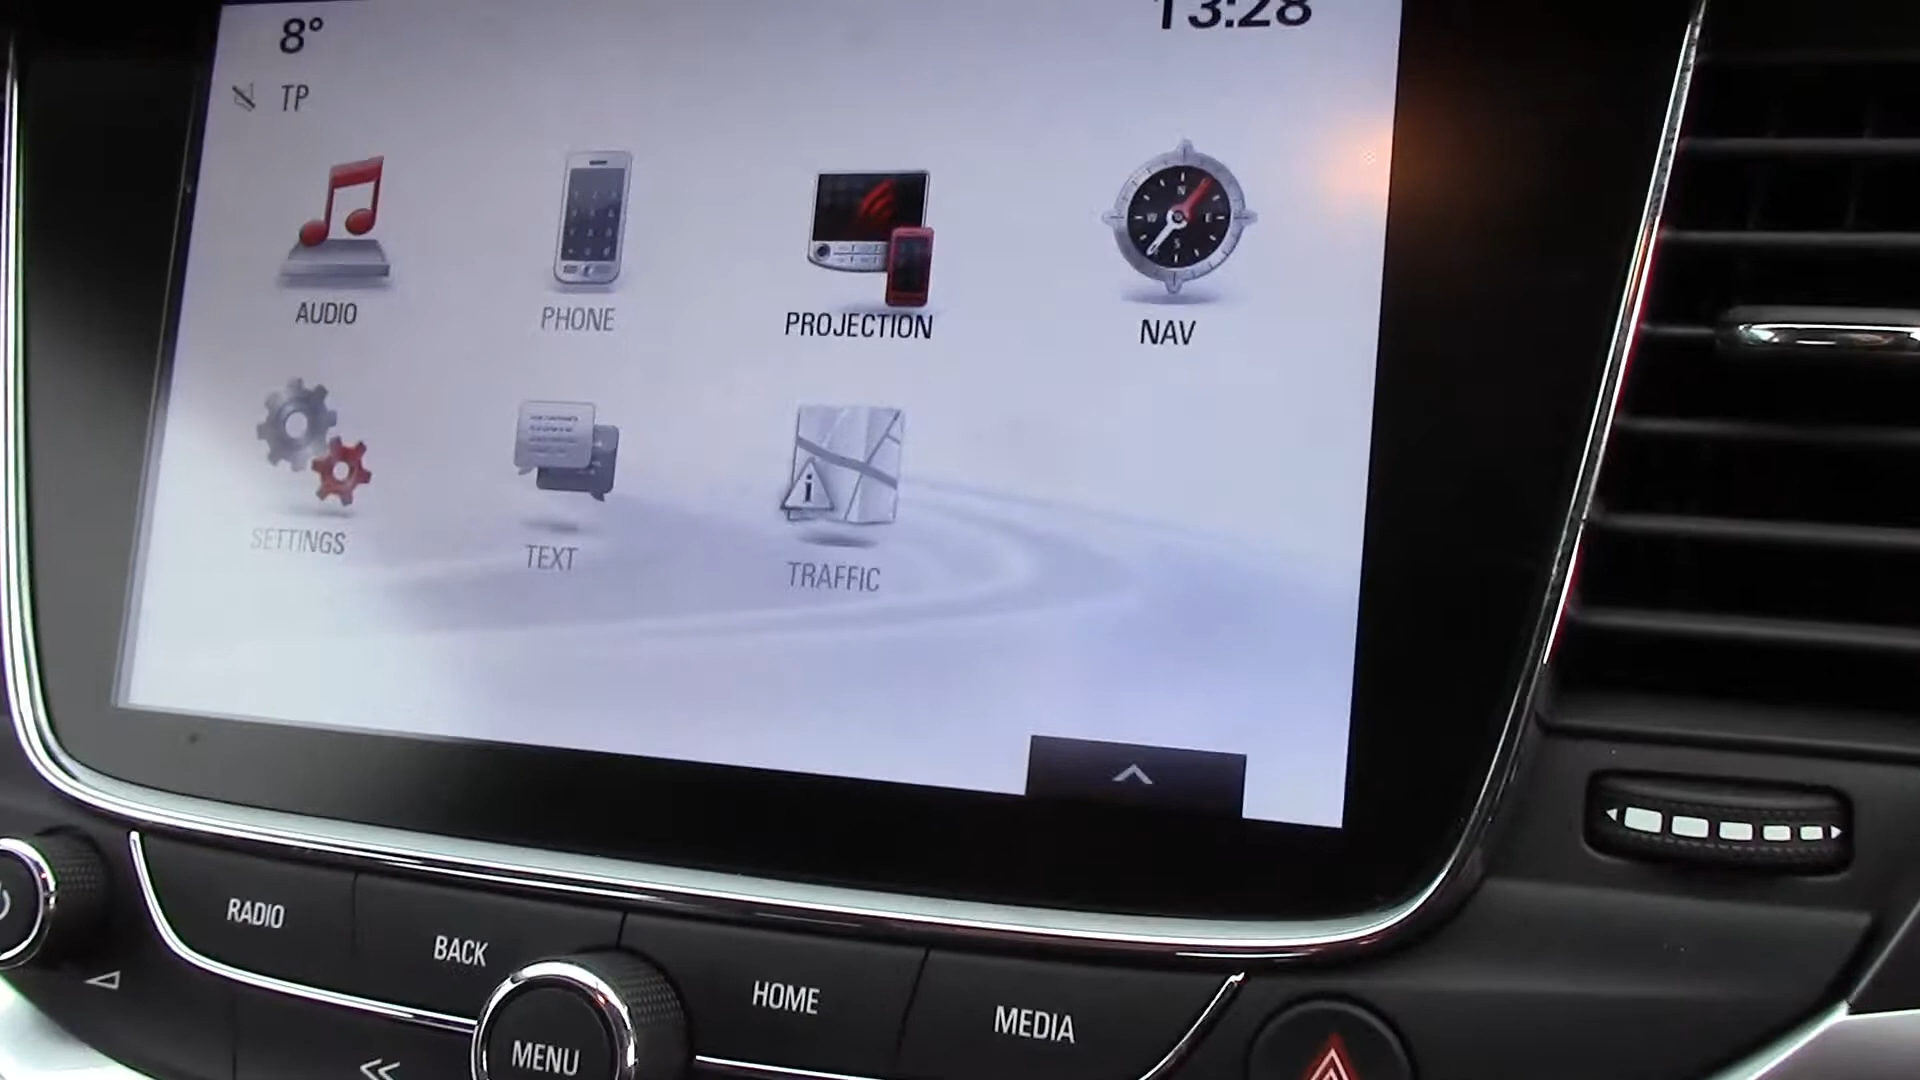 8°
13:28
TP
AUDIO
PHONE
PROJECTION
NAV
N
W
E
S
SETTINGS
TEXT
i
TRAFFIC
RADIO
BACK
HOME
MEDIA
MENU